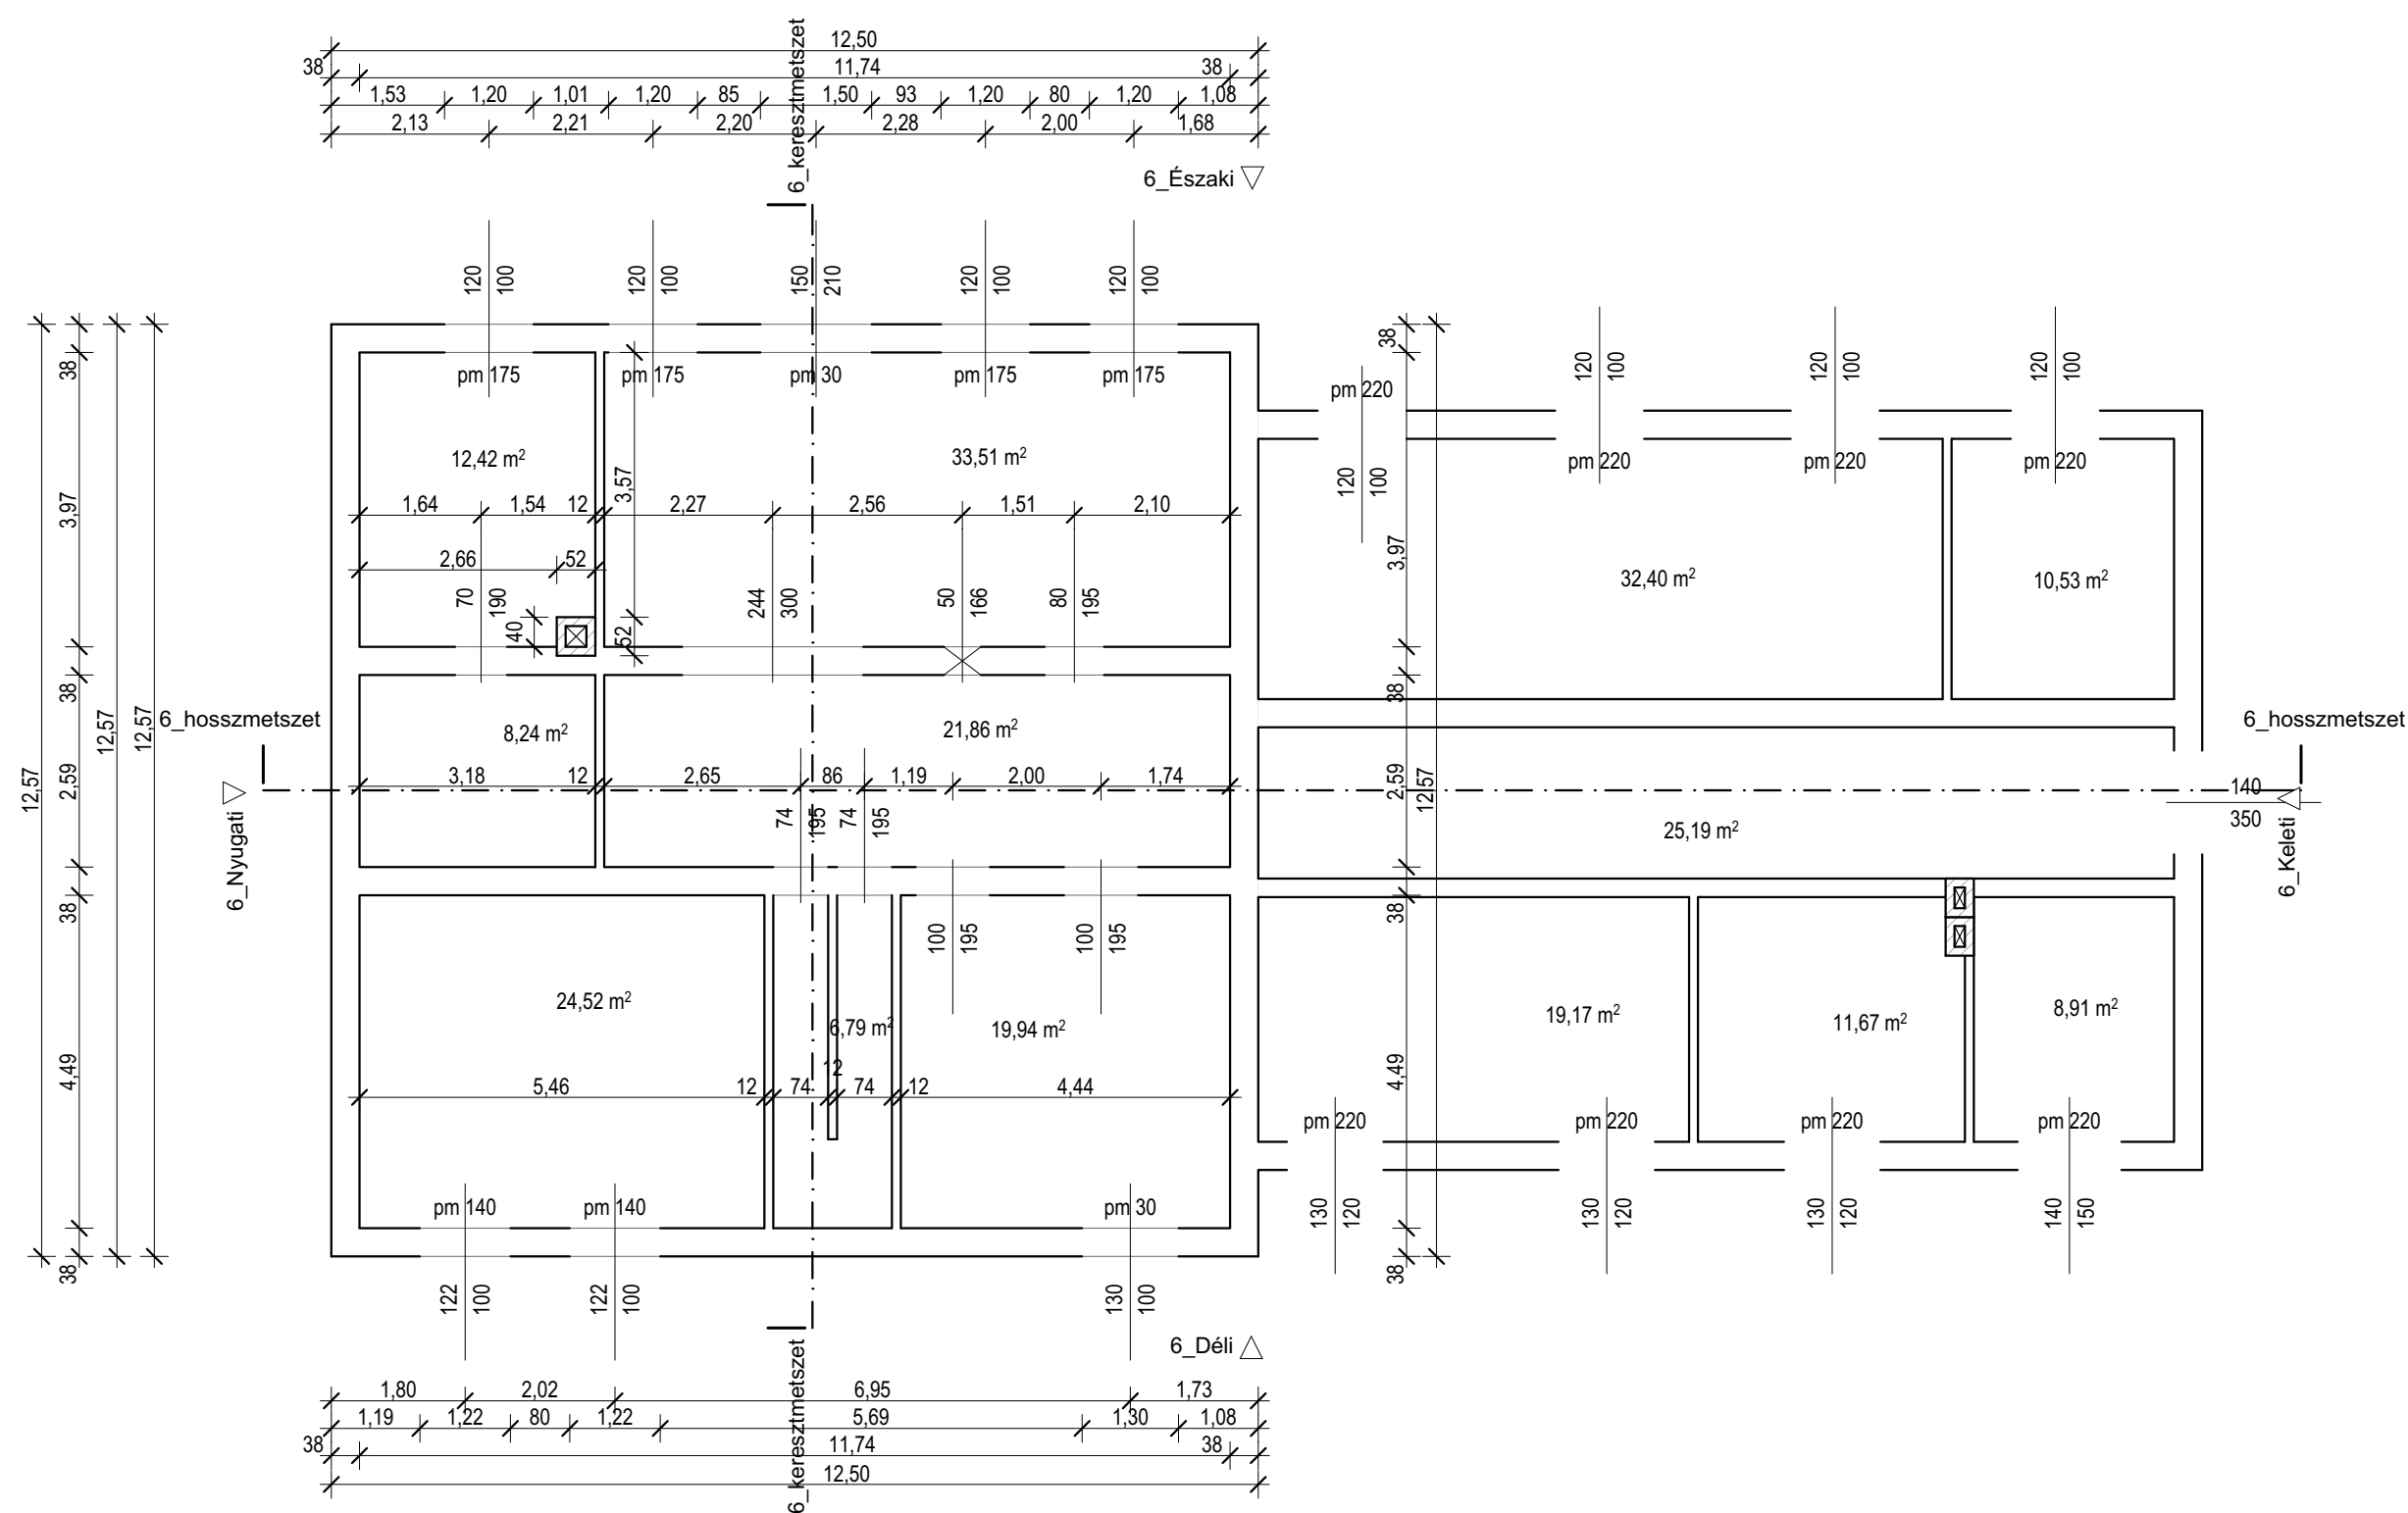 12,50
38 11,74 38
1,53 1,20 1,01 1,20 85 1,50 93 1,20 80 1,20 1,08
2,13 2,21 2,20 2,28 2,00 1,68
6_keresztmetszet
6_Északi
120 100
120 100
150 210
120 100
120 100
pm 175
pm 175
pm 30
pm 175
pm 175
12,42 m²
33,51 m²
3,57
1,64 1,54 12 2,27 2,56 1,51 2,10
2,66 52
70 190
40
52
244 300
50 166
80 195
12,57
38
3,97
38
2,59
38
4,49
38
12,57
12,57
6_hosszmetszet
6_Nyugati
8,24 m²
21,86 m²
3,18 12 2,65 86 1,19 2,00 1,74
74 195
74 195
100 195
100 195
24,52 m²
6,79 m²
19,94 m²
12
5,46 12 74 74 12 4,44
pm 140
pm 140
pm 30
122 100
122 100
130 100
6_Déli
6_keresztmetszet
1,80 2,02 6,95 1,73
1,19 1,22 80 1,22 5,69 1,30 1,08
38 11,74 38
12,50
38
3,97
38
2,59
38
4,49
38
12,57
pm 220
120 100
120 100
120 100
120 100
pm 220
pm 220
pm 220
32,40 m²
10,53 m²
6_hosszmetszet
140
350
6_Keleti
25,19 m²
19,17 m²
11,67 m²
8,91 m²
pm 220
pm 220
pm 220
pm 220
130 120
130 120
130 120
140 150